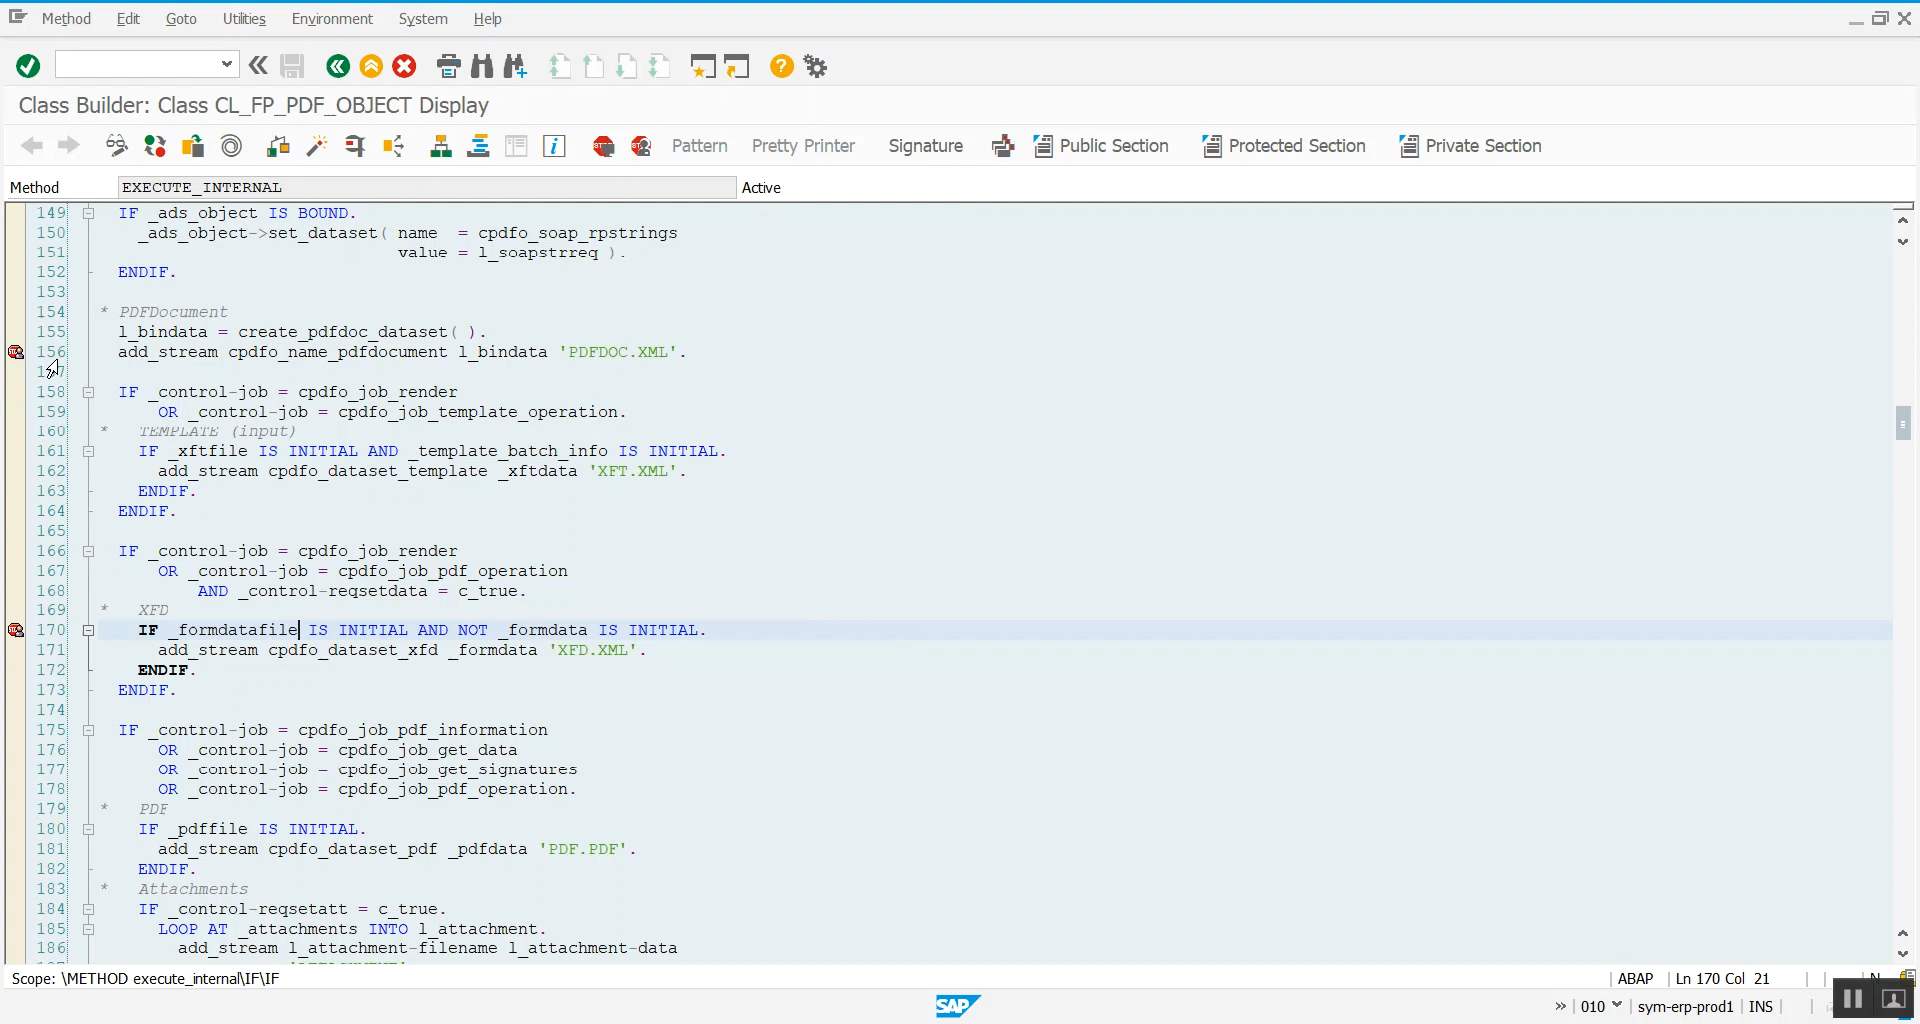 Method Edit Goto Utilities Environment System Help
Class Builder: Class CL_FP_PDF_OBJECT Display
Pattern Pretty Printer Signature Public Section Protected Section Private Section
Method EXECUTE_INTERNAL Active
149 IF _ads_object IS BOUND.
150 _ads_object->set_dataset( name = cpdfo_soap_rpstrings
151 value = l_soapstrreq ).
152 ENDIF.
153
154 * PDFDocument
155 l_bindata = create_pdfdoc_dataset( ).
156 add_stream cpdfo_name_pdfdocument l_bindata 'PDFDOC.XML'.
158 IF _control-job = cpdfo_job_render
159 OR _control-job = cpdfo_job_template_operation.
160 * TEMPLATE (input)
161 IF _xftfile IS INITIAL AND _template_batch_info IS INITIAL.
162 add_stream cpdfo_dataset_template _xftdata 'XFT.XML'.
163 ENDIF.
164 ENDIF.
165
166 IF _control-job = cpdfo_job_render
167 OR _control-job = cpdfo_job_pdf_operation
168 AND _control-reqsetdata = c_true.
169 * XFD
170 IF _formdatafile IS INITIAL AND NOT _formdata IS INITIAL.
171 add_stream cpdfo_dataset_xfd _formdata 'XFD.XML'.
172 ENDIF.
173 ENDIF.
174
175 IF _control-job = cpdfo_job_pdf_information
176 OR _control-job = cpdfo_job_get_data
177 OR _control-job = cpdfo_job_get_signatures
178 OR _control-job = cpdfo_job_pdf_operation.
179 * PDF
180 IF _pdffile IS INITIAL.
181 add_stream cpdfo_dataset_pdf _pdfdata 'PDF.PDF'.
182 ENDIF.
183 * Attachments
184 IF _control-reqsetatt = c_true.
185 LOOP AT _attachments INTO l_attachment.
186 add_stream l_attachment-filename l_attachment-data
Scope: \METHOD execute_internal\IF\IF ABAP Ln 170 Col 21
SAP 010 sym-erp-prod1 INS